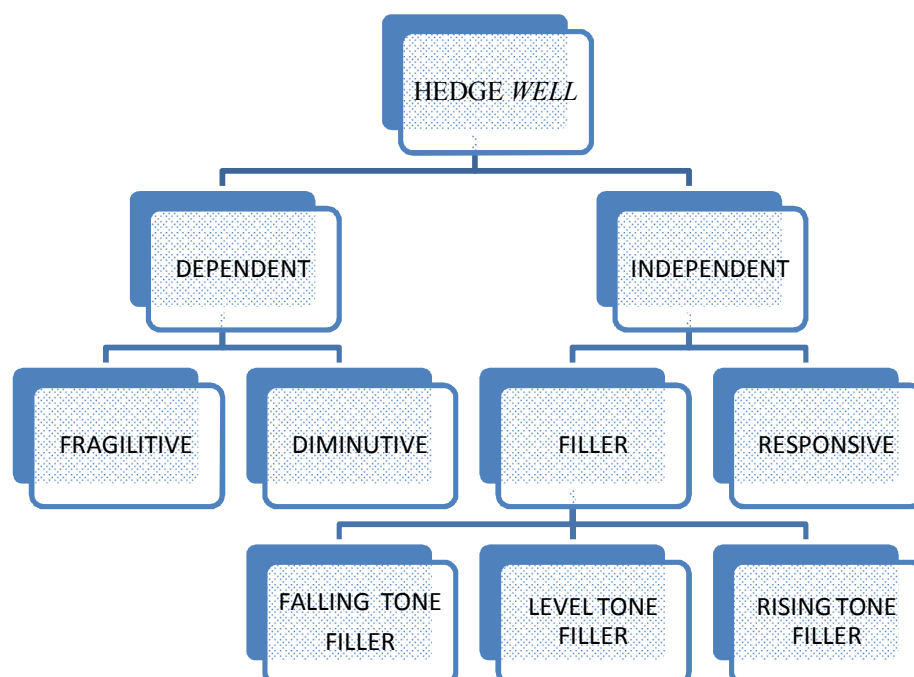 HEDGE WELL
DEPENDENT
INDEPENDENT
FRAGILITIVE
DIMINUTIVE
FILLER
RESPONSIVE
FALLING TONE
FILLER
LEVEL TONE
FILLER
RISING TONE
FILLER